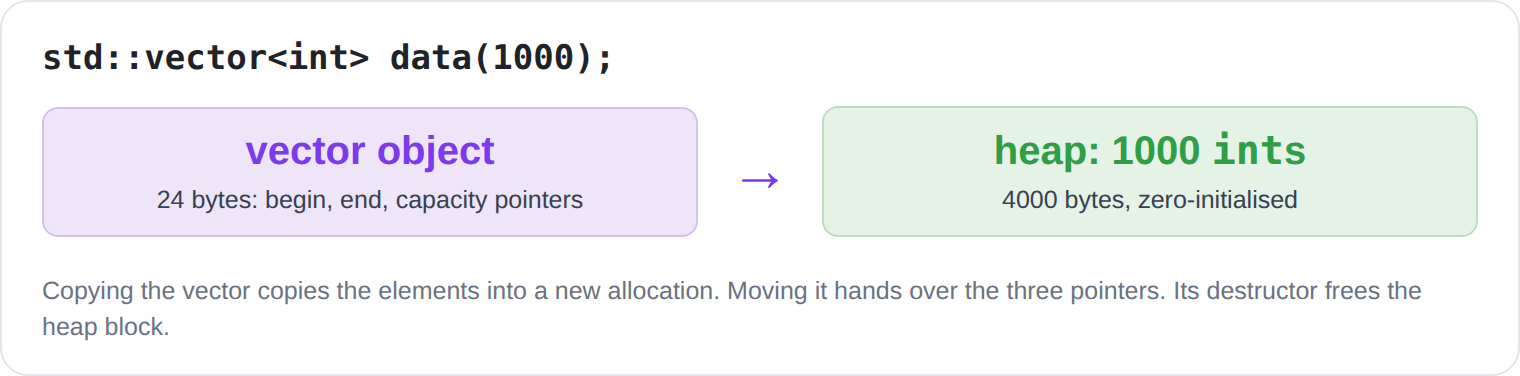 std::vector<int> data(1000);
vector object
24 bytes: begin, end, capacity pointers
→
heap: 1000 ints
4000 bytes, zero-initialised
Copying the vector copies the elements into a new allocation. Moving it hands over the three pointers. Its destructor frees the
heap block.